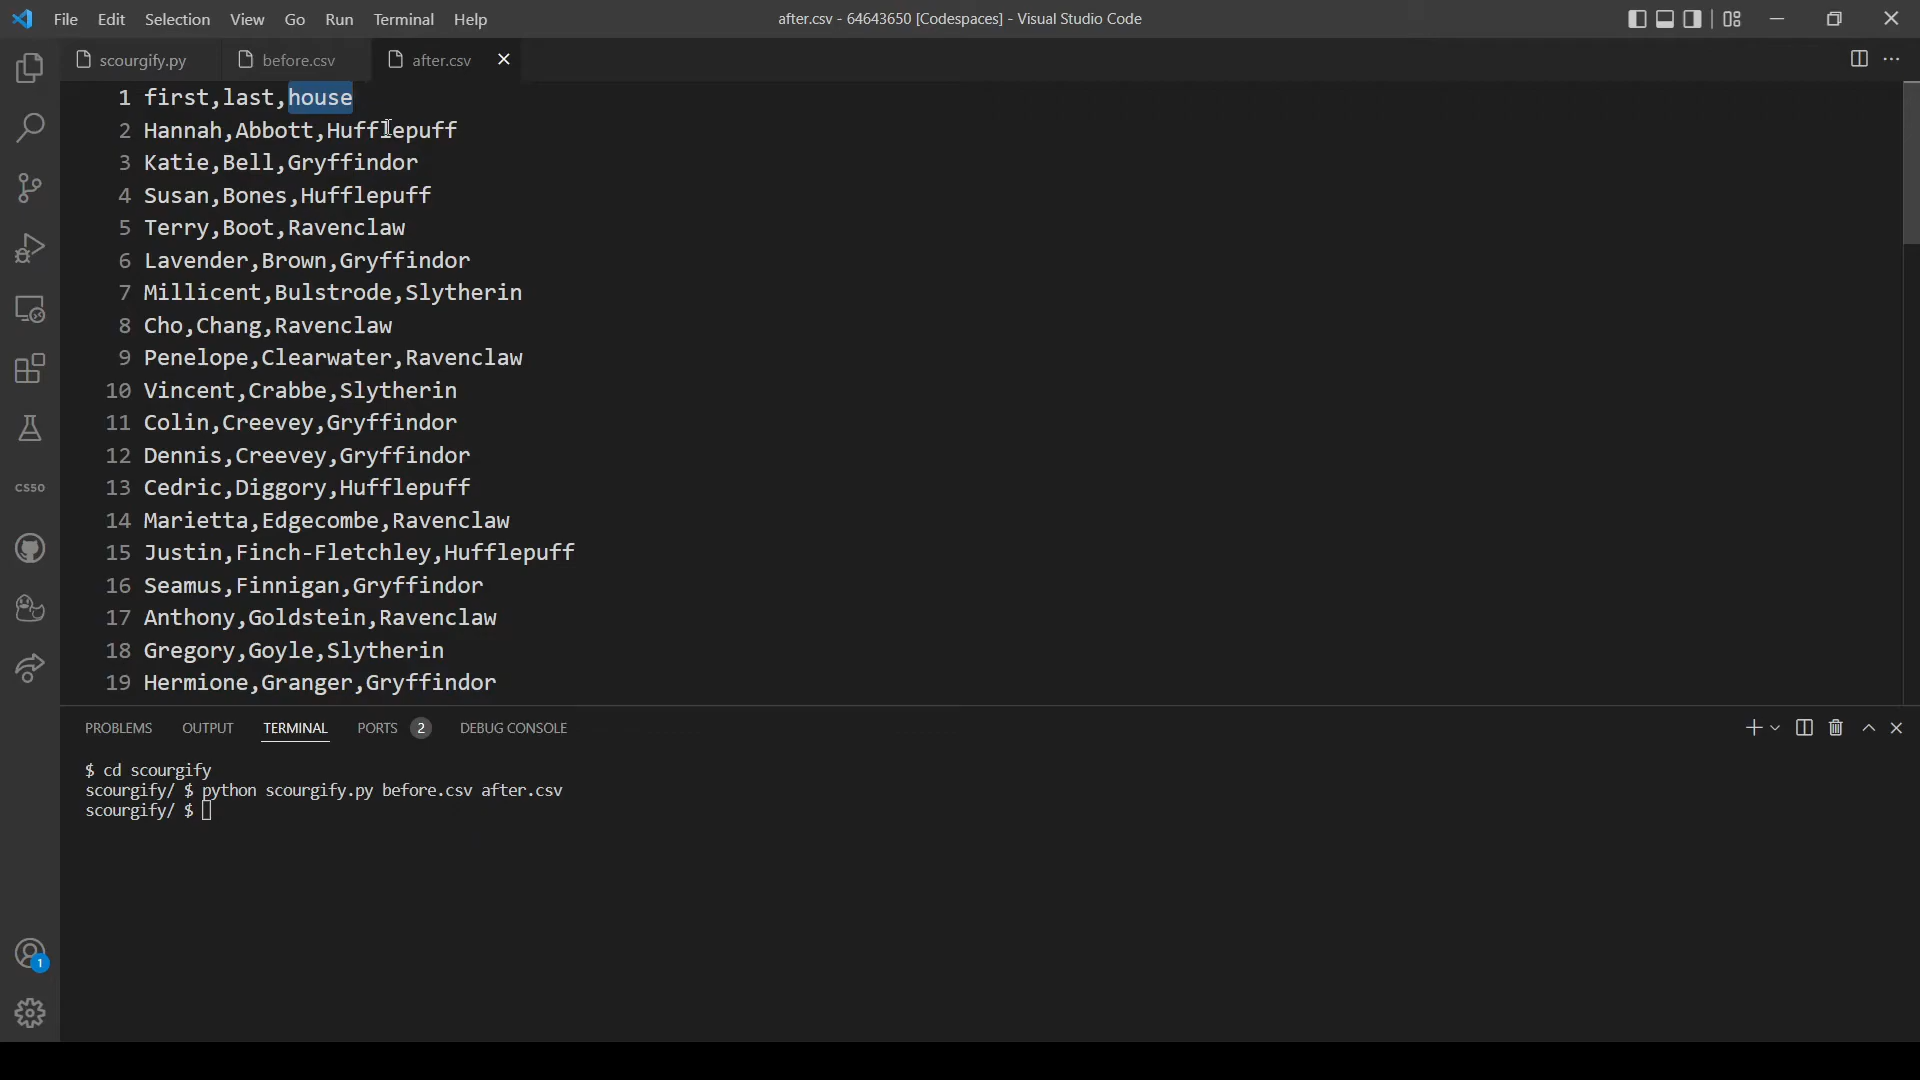 File Edit Selection View Go Run Terminal Help after.csv - 64643650 [Codespaces] - Visual Studio Code
scourgify.py before.csv after.csv
1 first,last,house
2 Hannah,Abbott,Hufflepuff
3 Katie,Bell,Gryffindor
4 Susan,Bones,Hufflepuff
5 Terry,Boot,Ravenclaw
6 Lavender,Brown,Gryffindor
7 Millicent,Bulstrode,Slytherin
8 Cho,Chang,Ravenclaw
9 Penelope,Clearwater,Ravenclaw
10 Vincent,Crabbe,Slytherin
11 Colin,Creevey,Gryffindor
12 Dennis,Creevey,Gryffindor
13 Cedric,Diggory,Hufflepuff
14 Marietta,Edgecombe,Ravenclaw
15 Justin,Finch-Fletchley,Hufflepuff
16 Seamus,Finnigan,Gryffindor
17 Anthony,Goldstein,Ravenclaw
18 Gregory,Goyle,Slytherin
19 Hermione,Granger,Gryffindor
CS50
1
PROBLEMS OUTPUT TERMINAL PORTS 2 DEBUG CONSOLE
$ cd scourgify
scourgify/ $ python scourgify.py before.csv after.csv
scourgify/ $